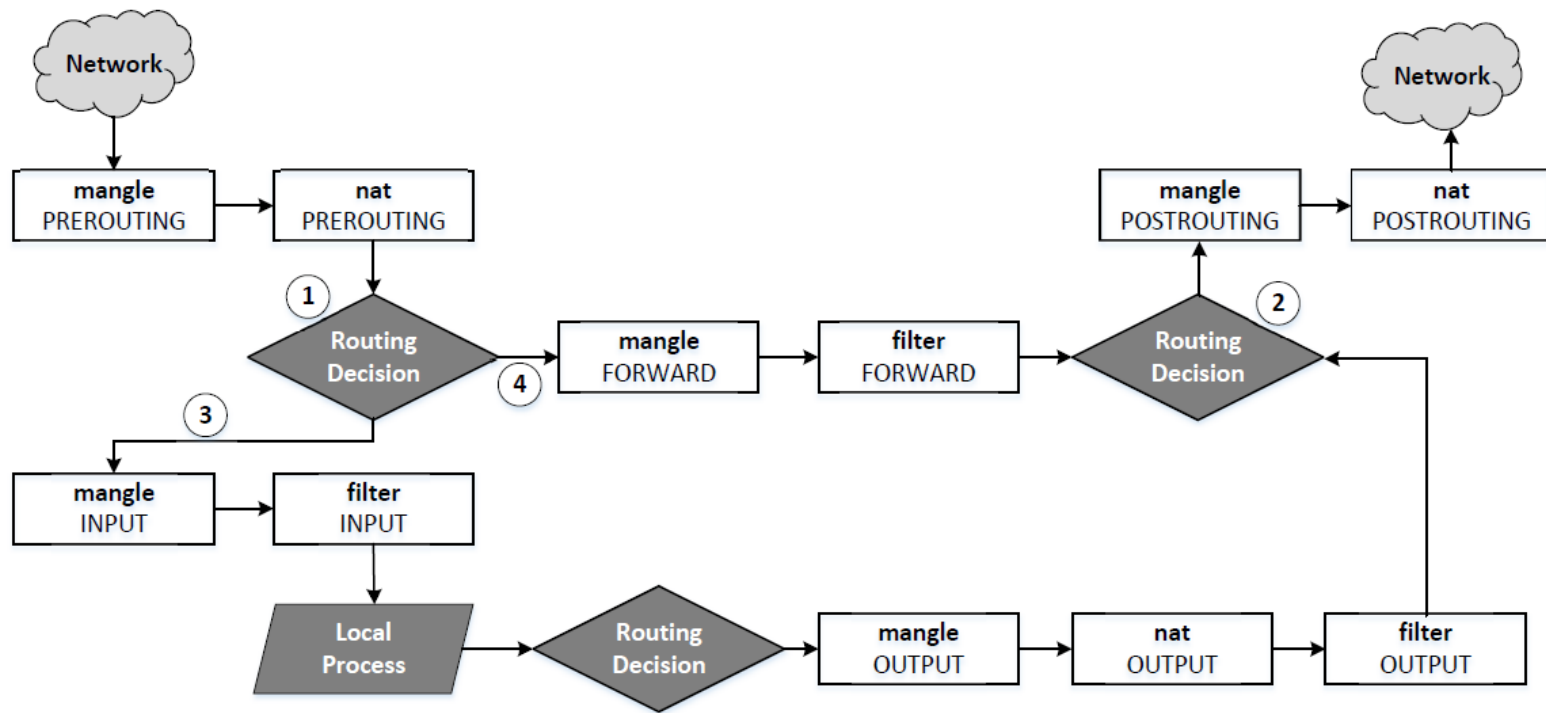 Network
Network
mangle
PREROUTING
nat
PREROUTING
mangle
POSTROUTING
nat
POSTROUTING
1
Routing
Decision
4
mangle
FORWARD
filter
FORWARD
2
Routing
Decision
3
mangle
INPUT
filter
INPUT
Local
Process
Routing
Decision
mangle
OUTPUT
nat
OUTPUT
filter
OUTPUT